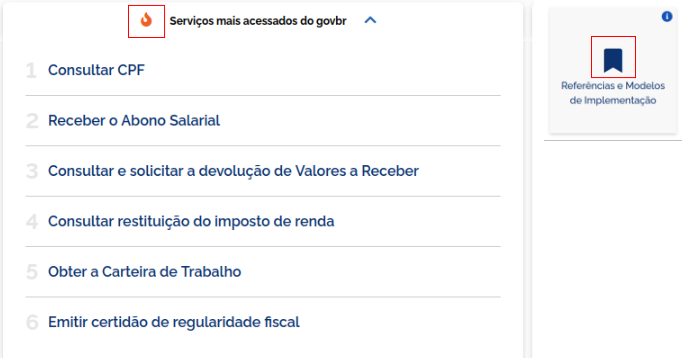 Serviços mais acessados do govbr
1 Consultar CPF
2 Receber o Abono Salarial
3 Consultar e solicitar a devolução de Valores a Receber
4 Consultar restituição do imposto de renda
5 Obter a Carteira de Trabalho
6 Emitir certidão de regularidade fiscal
i
Referências e Modelos
de Implementação